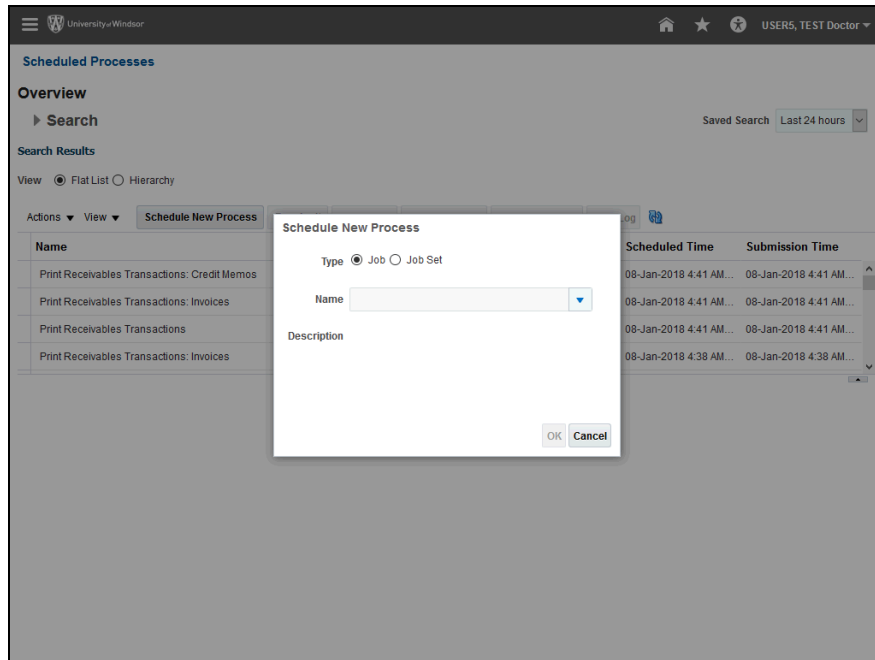 University of Windsor
USER5, TEST Doctor
Scheduled Processes
Overview
Search
Saved Search Last 24 hours
Search Results
View Flat List Hierarchy
Actions View Schedule New Process
Name Scheduled Time Submission Time
Print Receivables Transactions: Credit Memos 08-Jan-2018 4:41 AM... 08-Jan-2018 4:41 AM...
Print Receivables Transactions: Invoices 08-Jan-2018 4:41 AM... 08-Jan-2018 4:41 AM...
Print Receivables Transactions 08-Jan-2018 4:41 AM... 08-Jan-2018 4:41 AM...
Print Receivables Transactions: Invoices 08-Jan-2018 4:38 AM... 08-Jan-2018 4:38 AM...
Schedule New Process
Type Job Job Set
Name
Description
OK Cancel